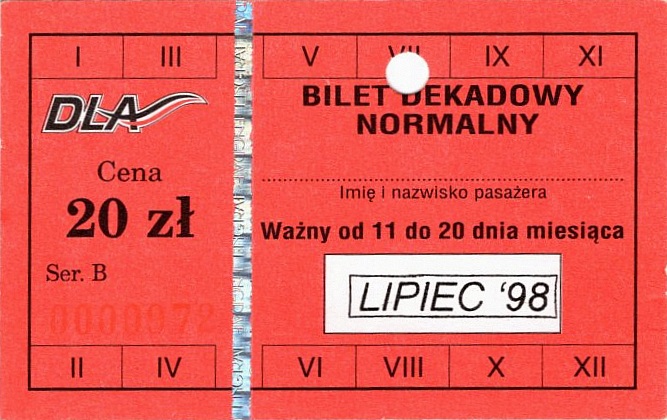 I III V VII IX XI
DLA
BILET DEKADOWY
NORMALNY
Cena
20 zł
Imię i nazwisko pasażera
Ważny od 11 do 20 dnia miesiąca
Ser. B
LIPIEC '98
II IV VI VIII X XII